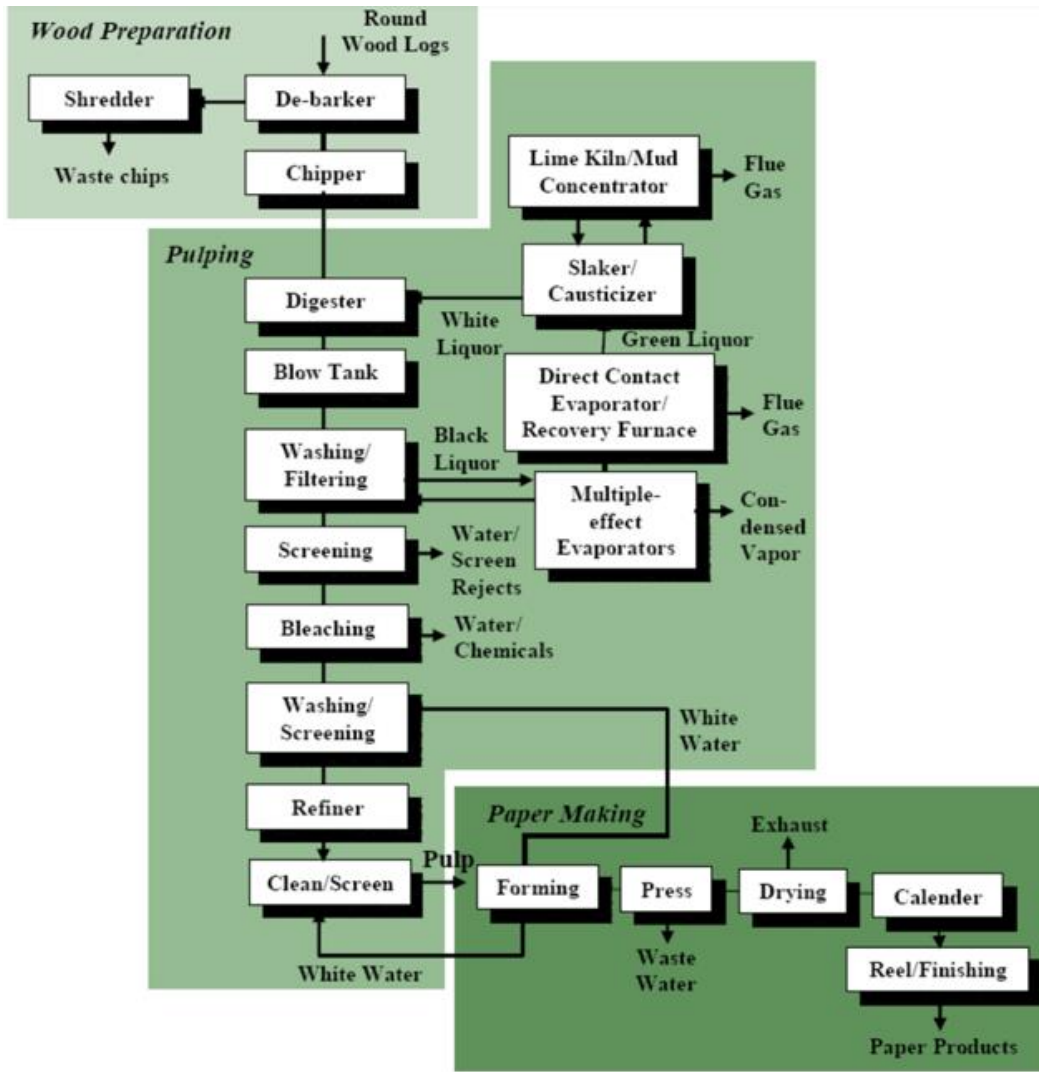 Wood Preparation
Round
Wood Logs
Shredder
De-barker
Waste chips
Chipper
Lime Kiln/Mud
Concentrator
Flue
Gas
Pulping
Slaker/
Causticizer
Digester
White
Liquor
Green Liquor
Blow Tank
Direct Contact
Evaporator/
Recovery Furnace
Flue
Gas
Washing/
Filtering
Black
Liquor
Multiple-
effect
Evaporators
Con-
densed
Vapor
Screening
Water/
Screen
Rejects
Bleaching
Water/
Chemicals
Washing/
Screening
White
Water
Refiner
Paper Making
Exhaust
Clean/Screen
Pulp
Forming
Press
Drying
Calender
White Water
Waste
Water
Reel/Finishing
Paper Products